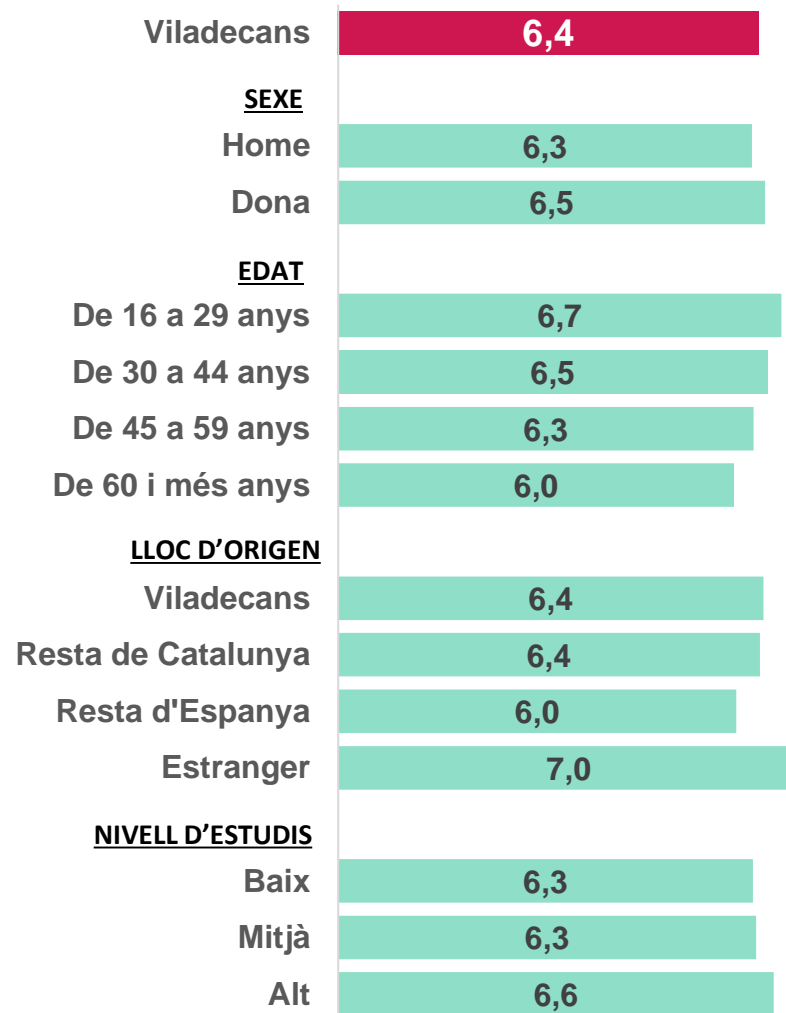 Viladecans 6,4
SEXE
Home 6,3
Dona 6,5
EDAT
De 16 a 29 anys 6,7
De 30 a 44 anys 6,5
De 45 a 59 anys 6,3
De 60 i més anys 6,0
LLOC D’ORIGEN
Viladecans 6,4
Resta de Catalunya 6,4
Resta d'Espanya 6,0
Estranger 7,0
NIVELL D’ESTUDIS
Baix 6,3
Mitjà 6,3
Alt 6,6